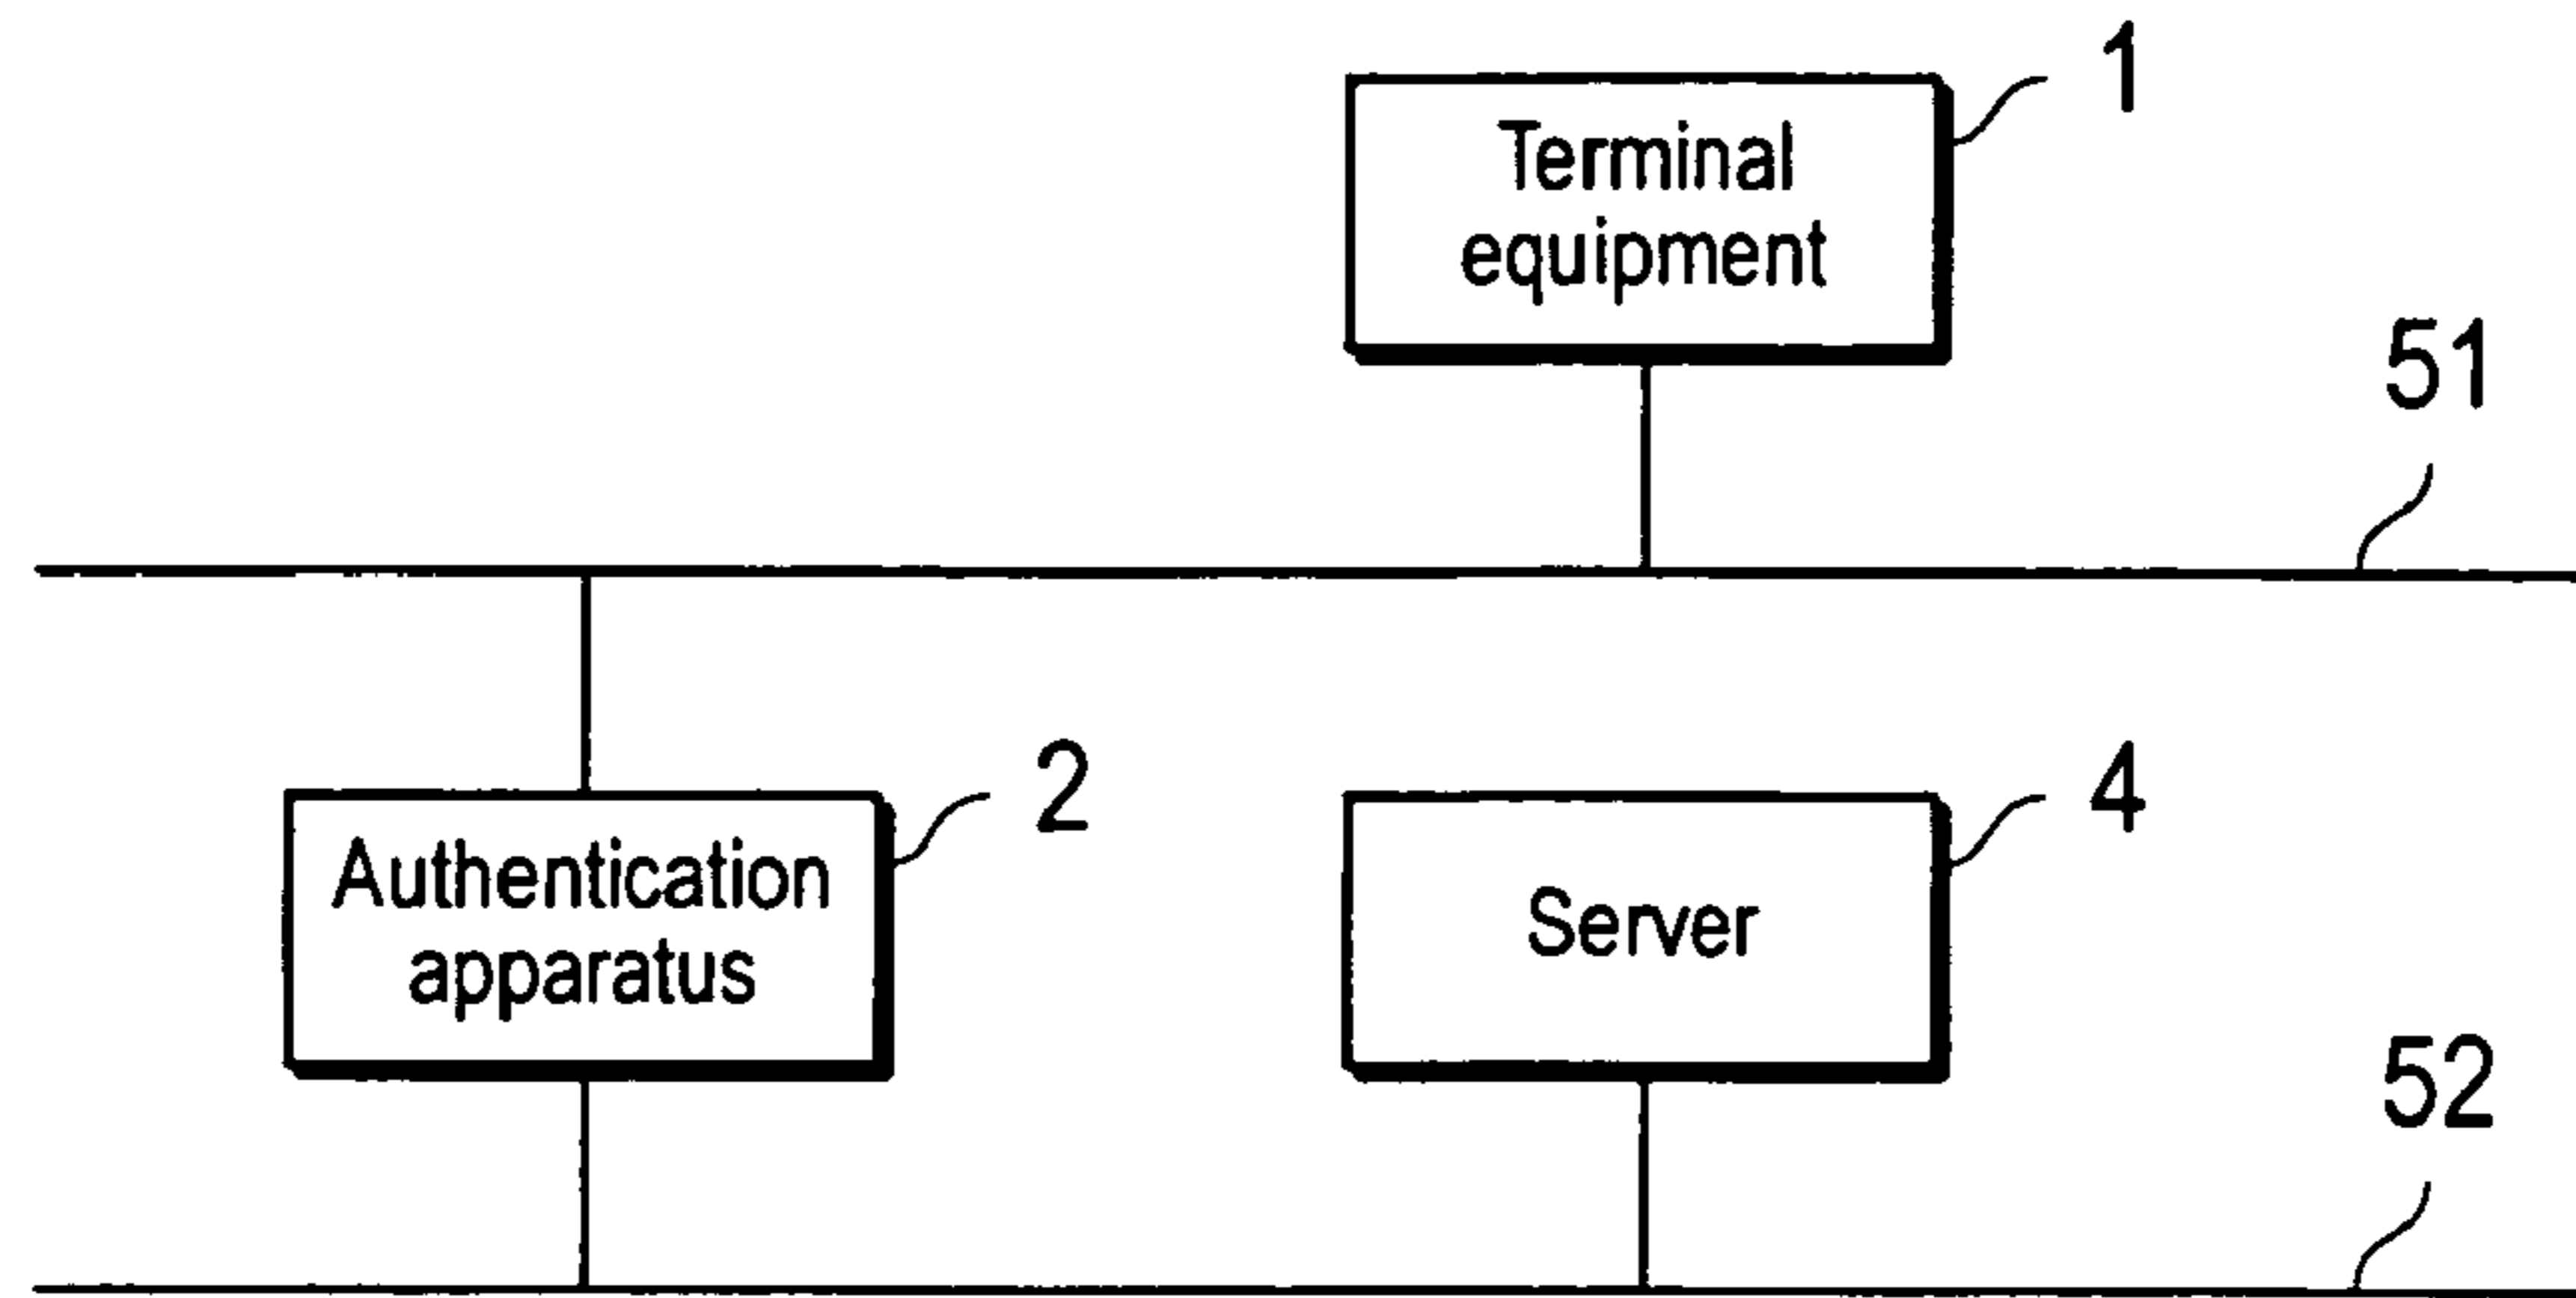 1
Terminal
equipment
51
2
Authentication
apparatus
4
Server
52